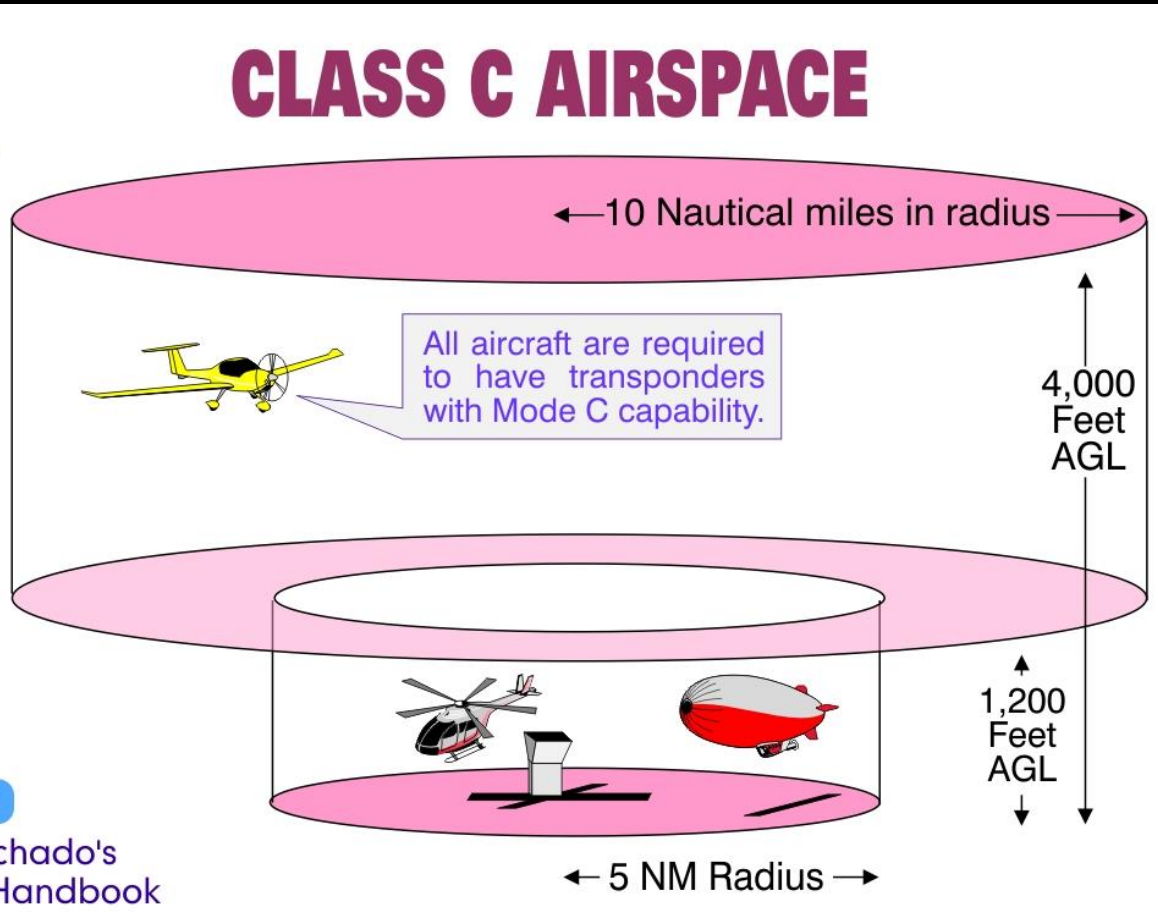 CLASS C AIRSPACE
10 Nautical miles in radius
All aircraft are required
to have transponders
with Mode C capability.
4,000
Feet
AGL
1,200
Feet
AGL
5 NM Radius
chado's
Handbook